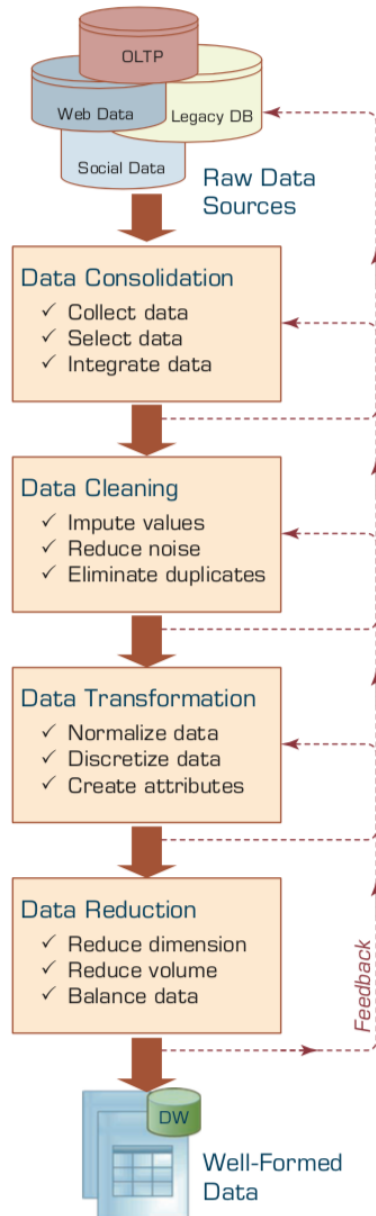 OLTP
Web Data
Legacy DB
Social Data
Raw Data
Sources
Data Consolidation
✓ Collect data
✓ Select data
✓ Integrate data
Data Cleaning
✓ Impute values
✓ Reduce noise
✓ Eliminate duplicates
Data Transformation
✓ Normalize data
✓ Discretize data
✓ Create attributes
Data Reduction
✓ Reduce dimension
✓ Reduce volume
✓ Balance data
Feedback
DW
Well-Formed
Data